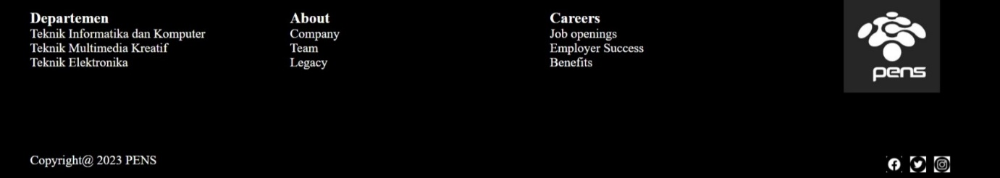 Departemen
Teknik Informatika dan Komputer
Teknik Multimedia Kreatif
Teknik Elektronika
About
Company
Team
Legacy
Careers
Job openings
Employer Success
Benefits
pens
Copyright@ 2023 PENS